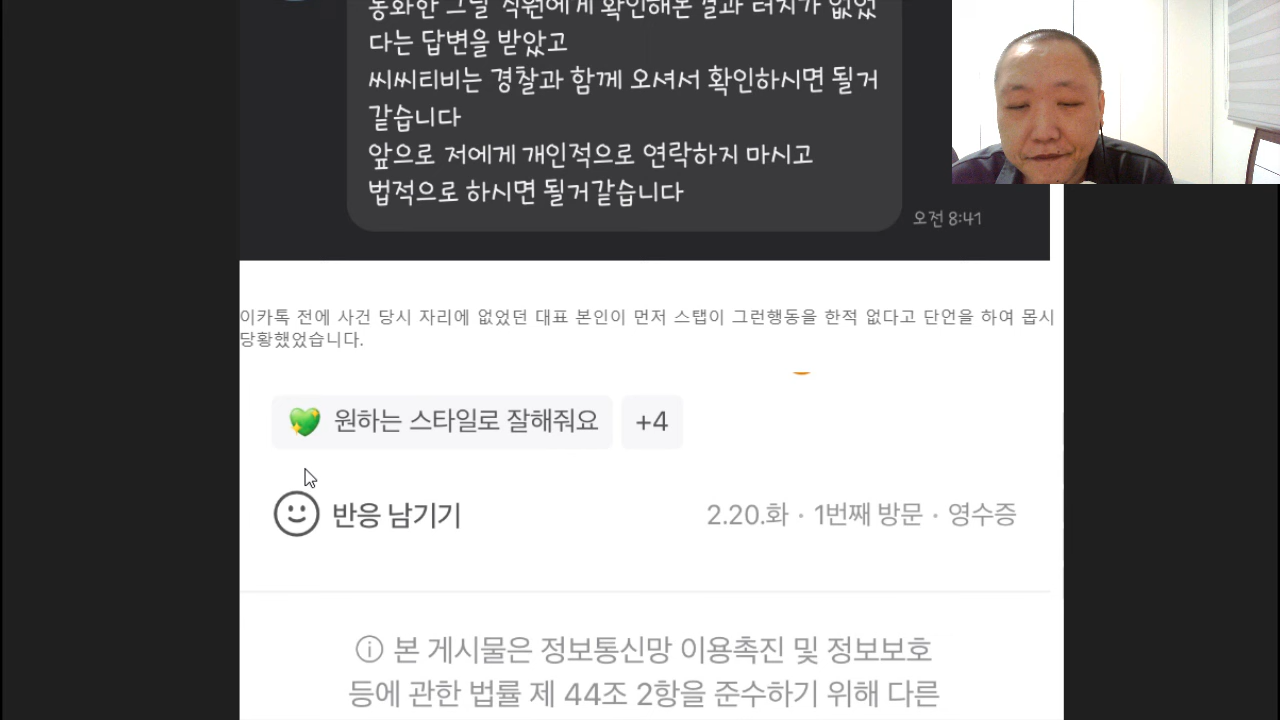 다는 답변을 받았고
씨씨티비는 경찰과 함께 오셔서 확인하시면 될거
같습니다
앞으로 저에게 개인적으로 연락하지 마시고
법적으로 하시면 될거같습니다
오전 8:41
이카톡 전에 사건 당시 자리에 없었던 대표 본인이 먼저 스탭이 그런행동을 한적 없다고 단언을 하여 몹시
당황했었습니다.
원하는 스타일로 잘해줘요 +4
반응 남기기 2.20.화 · 1번째 방문 · 영수증
본 게시물은 정보통신망 이용촉진 및 정보보호
등에 관한 법률 제 44조 2항을 준수하기 위해 다른